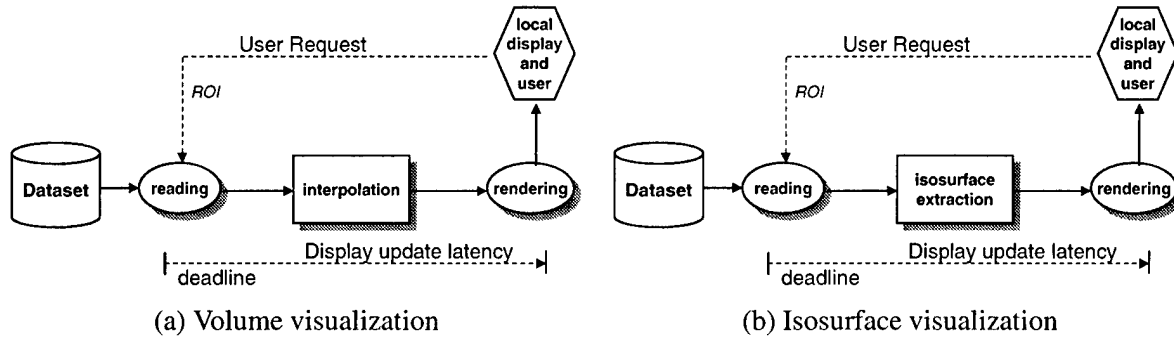 User Request
local
display
and
user
ROI
Dataset
reading
interpolation
rendering
Display update latency
deadline
(a) Volume visualization
User Request
local
display
and
user
ROI
Dataset
reading
isosurface
extraction
rendering
Display update latency
deadline
(b) Isosurface visualization